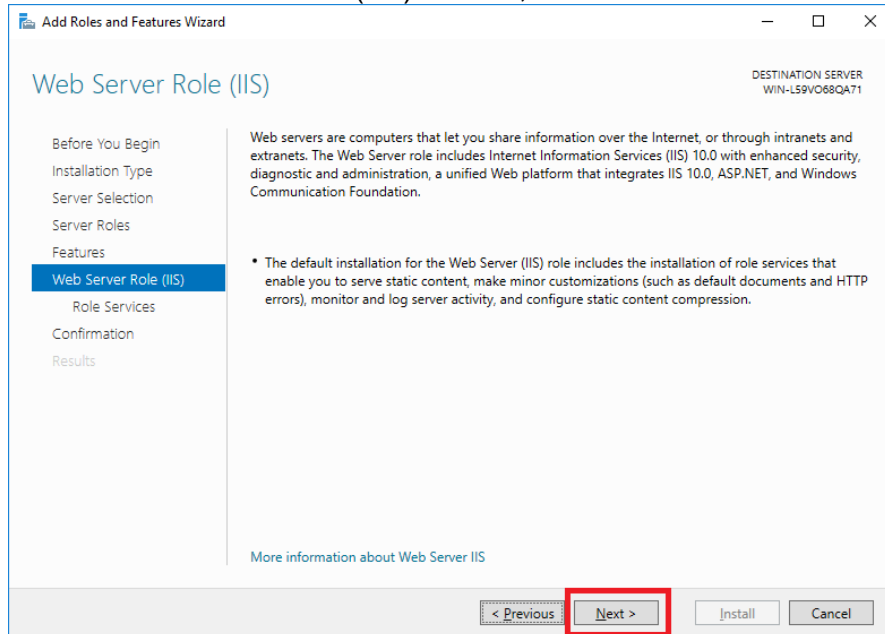 Add Roles and Features Wizard
Web Server Role (IIS)
DESTINATION SERVER
WIN-L59VO68QA71
Before You Begin
Installation Type
Server Selection
Server Roles
Features
Web Server Role (IIS)
Role Services
Confirmation
Results
Web servers are computers that let you share information over the Internet, or through intranets and
extranets. The Web Server role includes Internet Information Services (IIS) 10.0 with enhanced security,
diagnostic and administration, a unified Web platform that integrates IIS 10.0, ASP.NET, and Windows
Communication Foundation.
• The default installation for the Web Server (IIS) role includes the installation of role services that
enable you to serve static content, make minor customizations (such as default documents and HTTP
errors), monitor and log server activity, and configure static content compression.
More information about Web Server IIS
< Previous
Next >
Install
Cancel